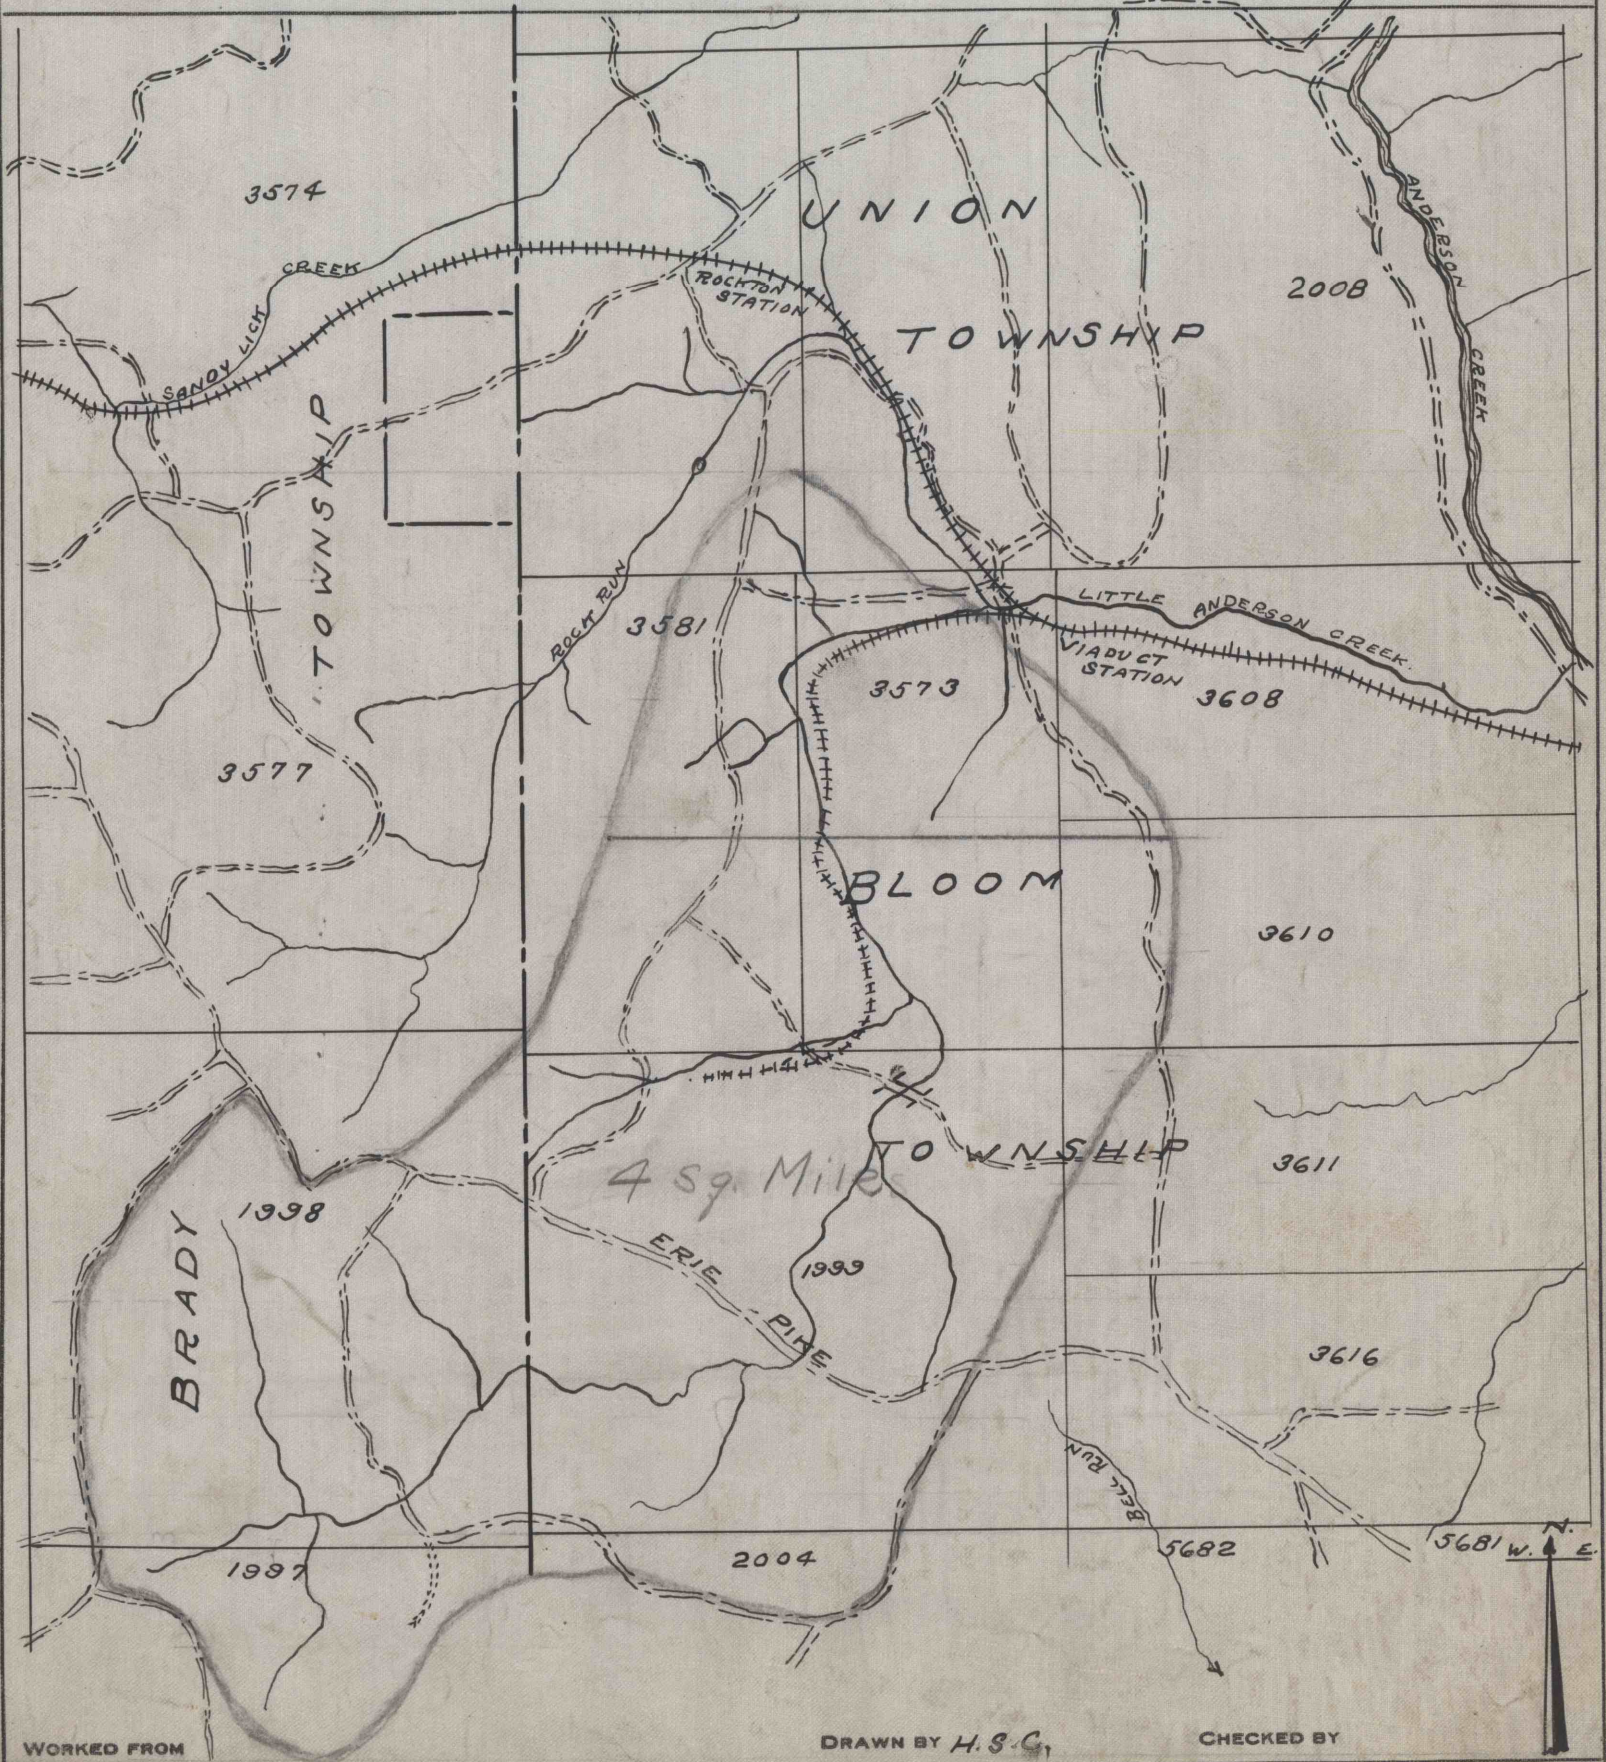 3574
UNION
ANDERSON
CREEK
2008
CREEK
SANDY LICK
ROCKTON
STATION
TOWNSHIP
TOWNSHIP
ROCK RUN
3581
LITTLE ANDERSON CREEK.
VIADUCT
STATION
3573
3608
3577
BLOOM
3610
TOWNSHIP
4 Sq. Miles
3611
1998
BRADY
ERIE
PIKE
1999
3616
BELL RUN
1997
2004
5682
5681
N.
W. E.
WORKED FROM
DRAWN BY H.S.C,
CHECKED BY